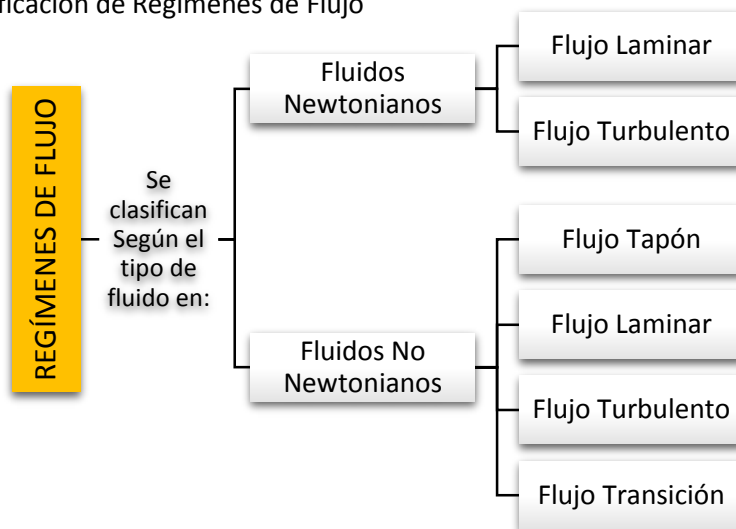 de Regímenes de Flujo
REGÍMENES DE FLUJO
Se
clasifican
Según el
tipo de
fluido en:
Fluidos
Newtonianos
Flujo Laminar
Flujo Turbulento
Fluidos No
Newtonianos
Flujo Tapón
Flujo Laminar
Flujo Turbulento
Flujo Transición